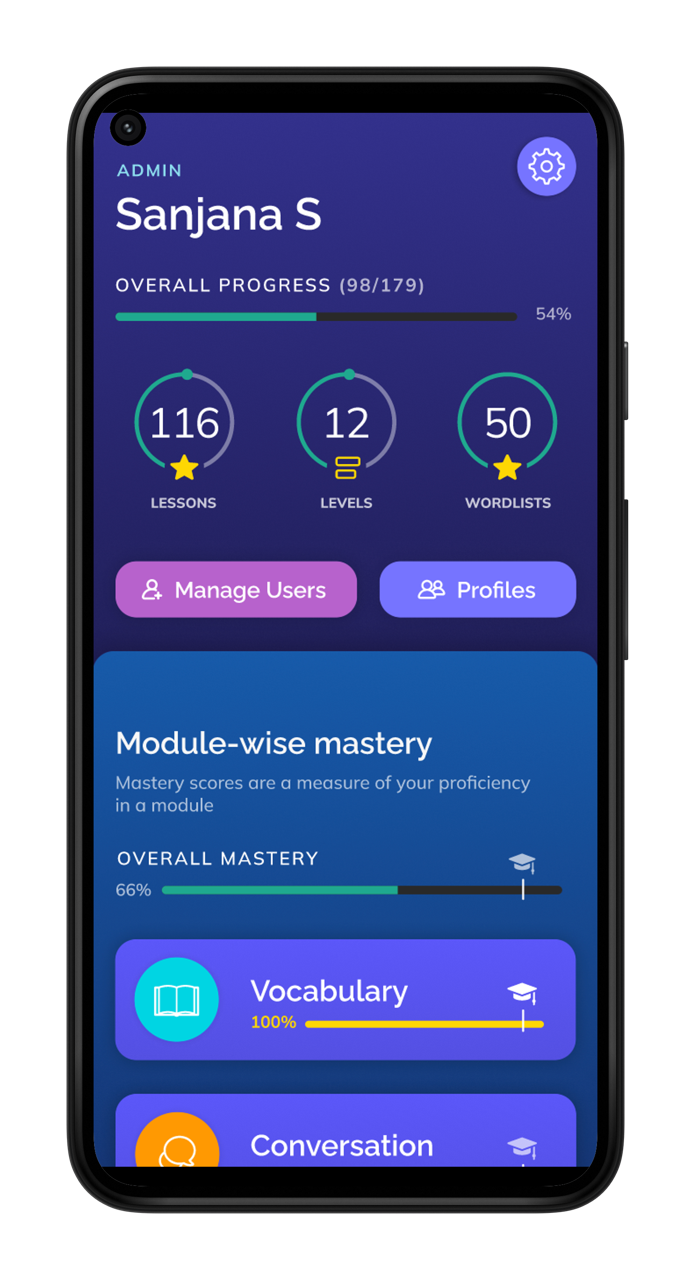 ADMIN
Sanjana S
OVERALL PROGRESS (98/179)
54%
116
12
50
LESSONS
LEVELS
WORDLISTS
Manage Users
Profiles
Module-wise mastery
Mastery scores are a measure of your proficiency
in a module
OVERALL MASTERY
66%
Vocabulary
100%
Conversation